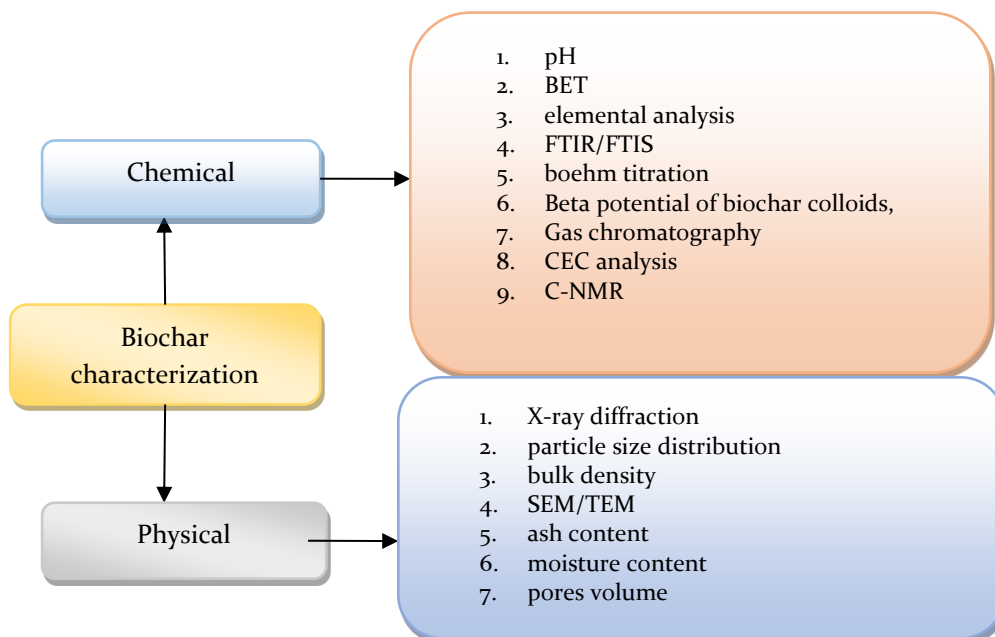 Biochar
characterization
Chemical
1. pH
2. BET
3. elemental analysis
4. FTIR/FTIS
5. boehm titration
6. Beta potential of biochar colloids,
7. Gas chromatography
8. CEC analysis
9. C-NMR
Physical
1. X-ray diffraction
2. particle size distribution
3. bulk density
4. SEM/TEM
5. ash content
6. moisture content
7. pores volume